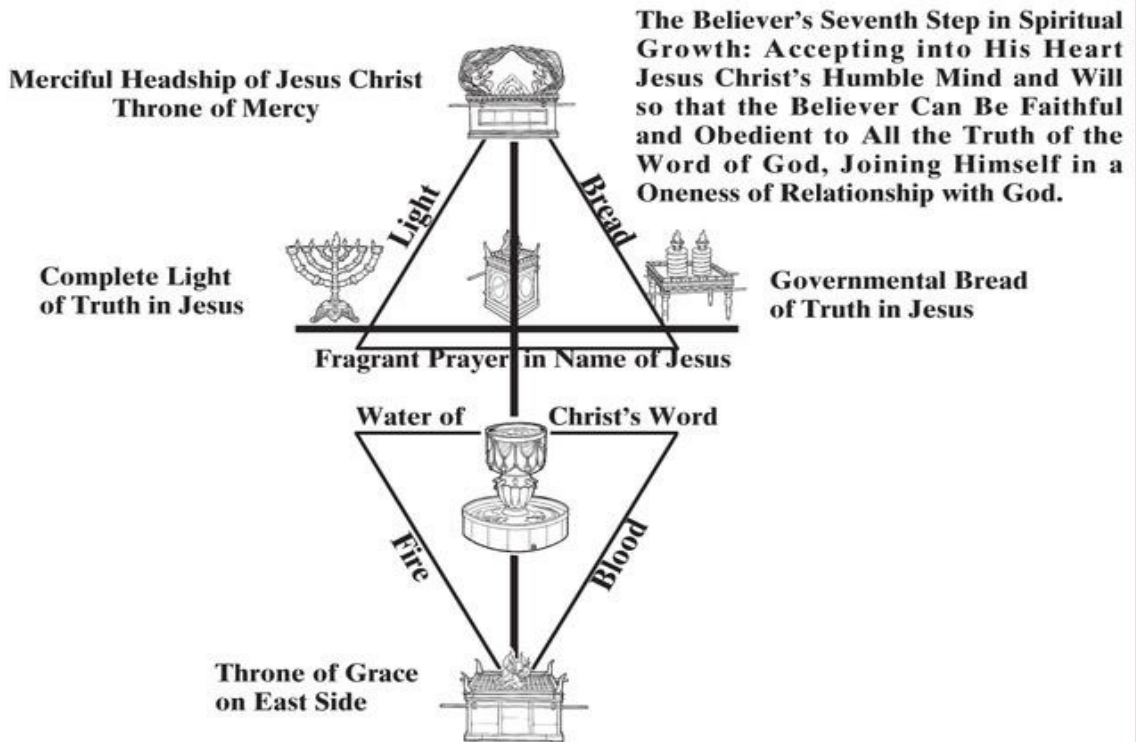 The Believer’s Seventh Step in Spiritual
Growth: Accepting into His Heart
Jesus Christ’s Humble Mind and Will
so that the Believer Can Be Faithful
and Obedient to All the Truth of the
Word of God, Joining Himself in a
Oneness of Relationship with God.
Merciful Headship of Jesus Christ
Throne of Mercy
Light
Bread
Complete Light
of Truth in Jesus
Governmental Bread
of Truth in Jesus
Fragrant Prayer in Name of Jesus
Water of Christ’s Word
Fire
Blood
Throne of Grace
on East Side